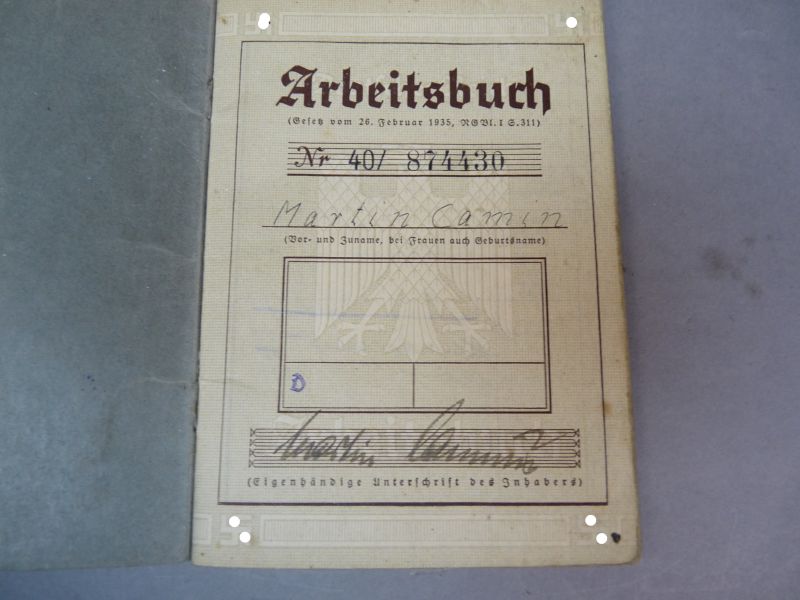 Arbeitsbuch
(Gesetz vom 26. Februar 1935, RGBl. I S. 311)
Nr 40/ 874430
Martin Camin
(Vor- und Zuname, bei Frauen auch Geburtsname)
D
Martin Cammin
(Eigenhändige Unterschrift des Inhabers)